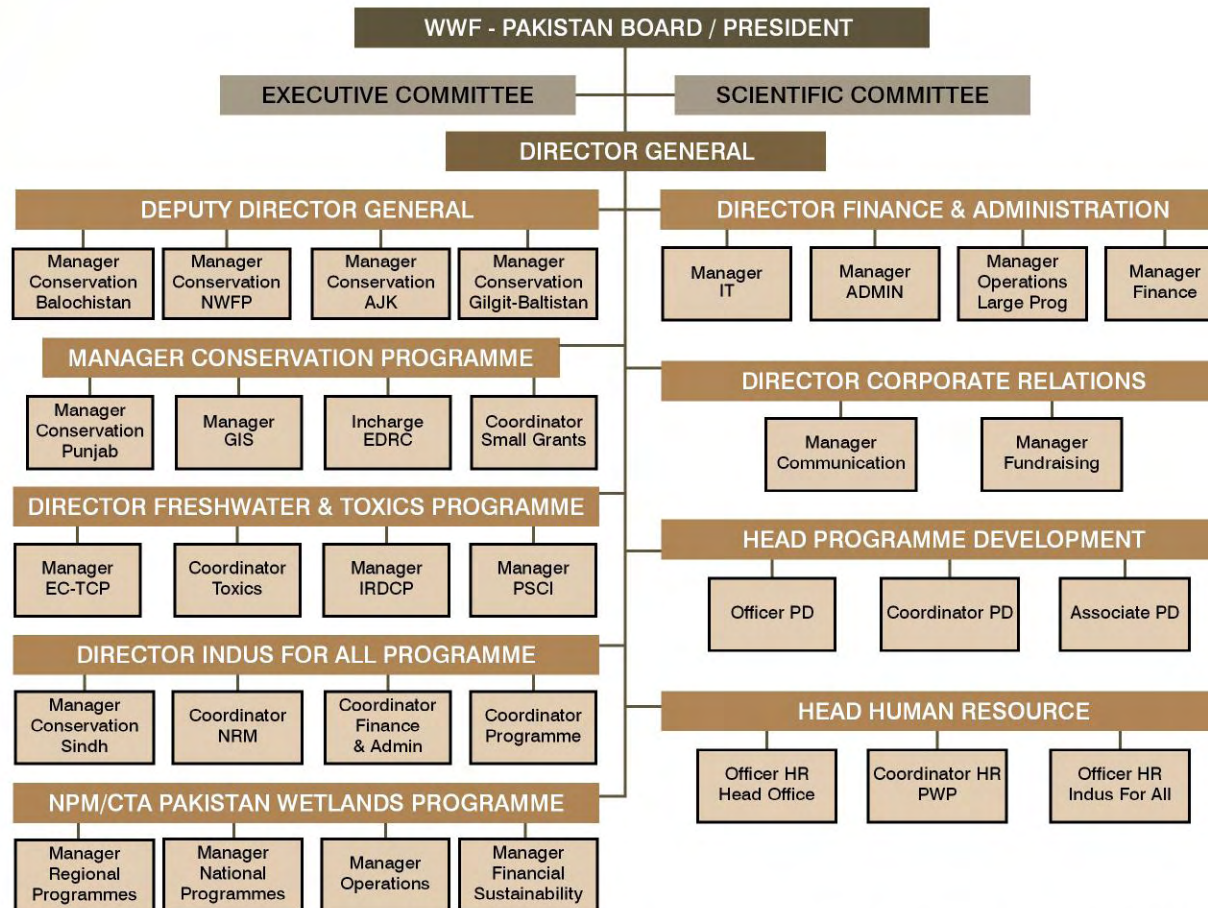 WWF - PAKISTAN BOARD / PRESIDENT
EXECUTIVE COMMITTEE
SCIENTIFIC COMMITTEE
DIRECTOR GENERAL
DEPUTY DIRECTOR GENERAL
Manager
Conservation
Balochistan
Manager
Conservation
NWFP
Manager
Conservation
AJK
Manager
Conservation
Gilgit-Baltistan
MANAGER CONSERVATION PROGRAMME
Manager
Conservation
Punjab
Manager
GIS
Incharge
EDRC
Coordinator
Small Grants
DIRECTOR FRESHWATER & TOXICS PROGRAMME
Manager
EC-TCP
Coordinator
Toxics
Manager
IRDCP
Manager
PSCI
DIRECTOR INDUS FOR ALL PROGRAMME
Manager
Conservation
Sindh
Coordinator
NRM
Coordinator
Finance
& Admin
Coordinator
Programme
NPM/CTA PAKISTAN WETLANDS PROGRAMME
Manager
Regional
Programmes
Manager
National
Programmes
Manager
Operations
Manager
Financial
Sustainability
DIRECTOR FINANCE & ADMINISTRATION
Manager
IT
Manager
ADMIN
Manager
Operations
Large Prog
Manager
Finance
DIRECTOR CORPORATE RELATIONS
Manager
Communication
Manager
Fundraising
HEAD PROGRAMME DEVELOPMENT
Officer PD
Coordinator PD
Associate PD
HEAD HUMAN RESOURCE
Officer HR
Head Office
Coordinator HR
PWP
Officer HR
Indus For All